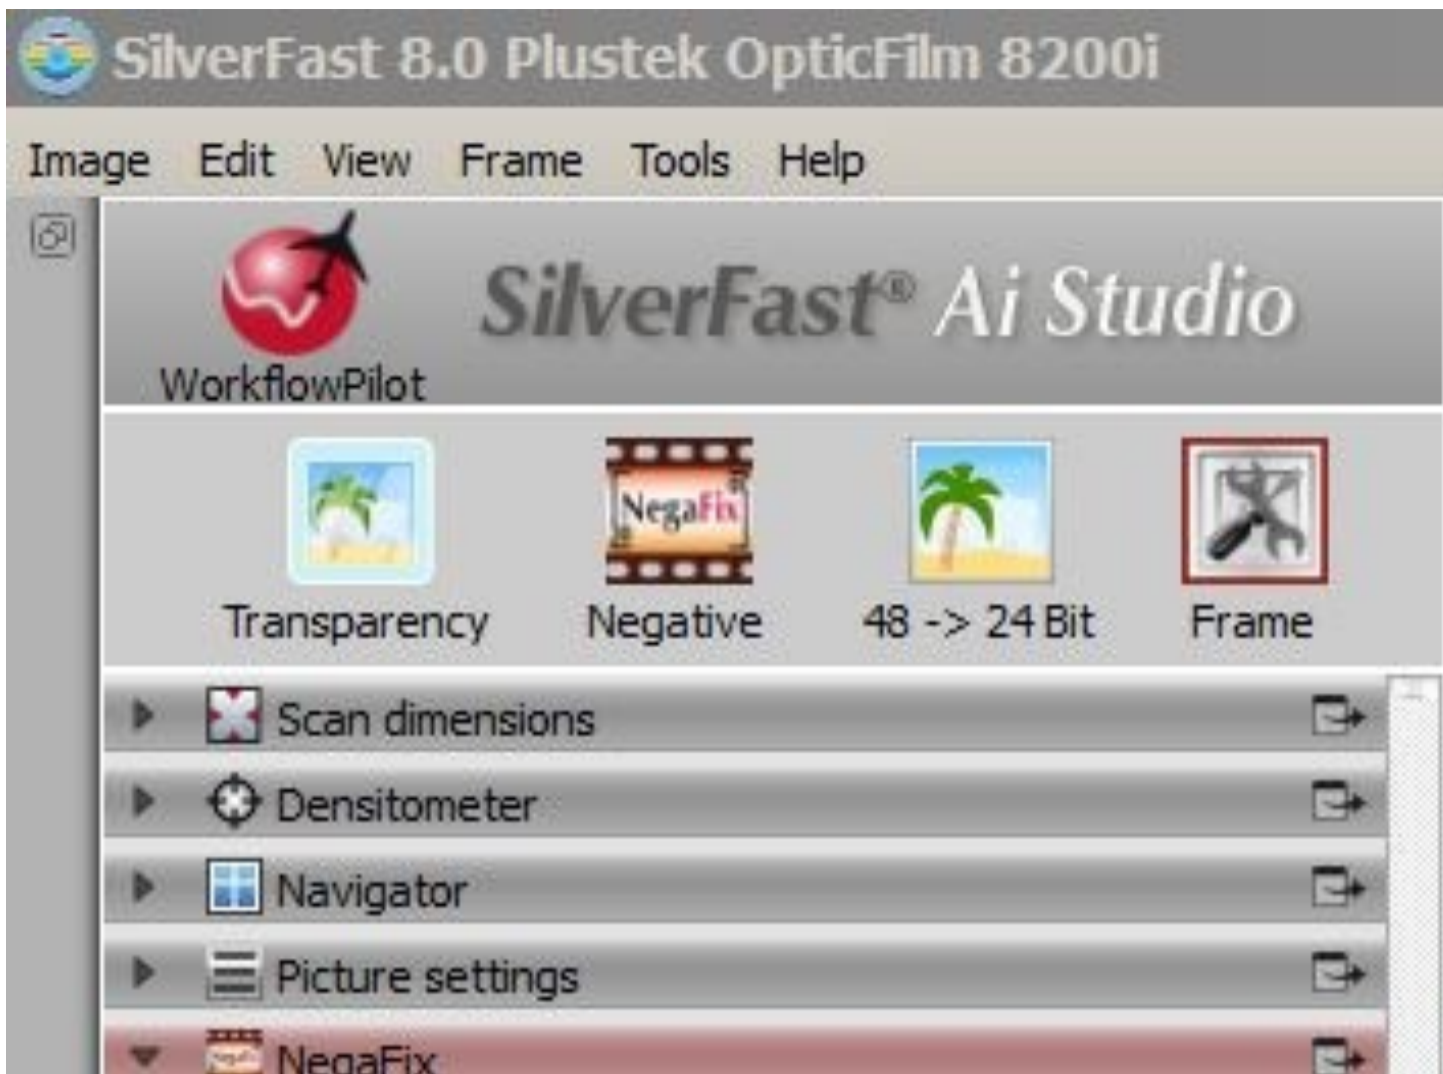 SilverFast 8.0 Plustek OpticFilm 8200i
Image Edit View Frame Tools Help
SilverFast® Ai Studio
WorkflowPilot
NegaFix
Transparency Negative 48 -> 24 Bit Frame
Scan dimensions
Densitometer
Navigator
Picture settings
NegaFix